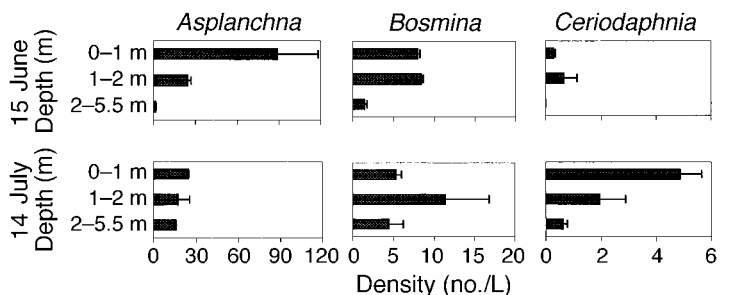 Asplanchna Bosmina Ceriodaphnia
15 June
Depth (m)
0–1 m
1–2 m
2–5.5 m
14 July
Depth (m)
0–1 m
1–2 m
2–5.5 m
0 30 60 90 120 0 5 10 15 20 0 2 4 6
Density (no./L)